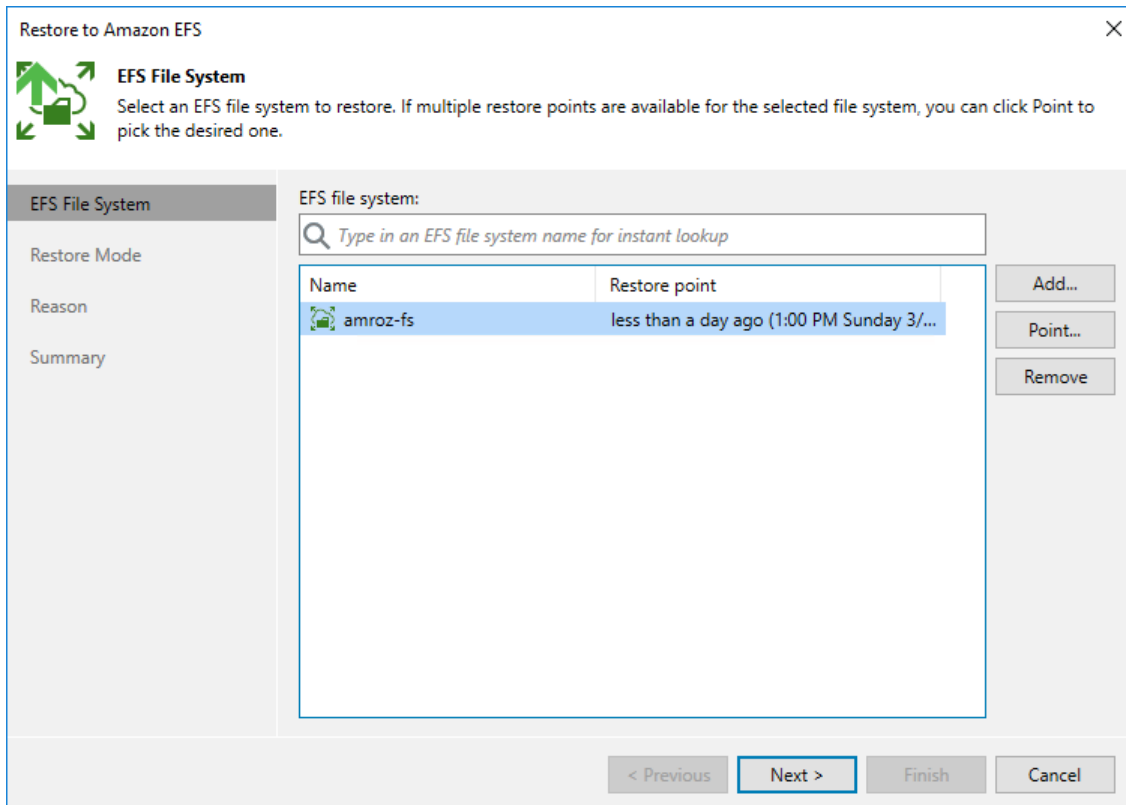 Restore to Amazon EFS
EFS File System
Select an EFS file system to restore. If multiple restore points are available for the selected file system, you can click Point to
pick the desired one.
EFS File System
Restore Mode
Reason
Summary
EFS file system:
Type in an EFS file system name for instant lookup
Name Restore point
amroz-fs less than a day ago (1:00 PM Sunday 3/...
Add...
Point...
Remove
< Previous Next > Finish Cancel